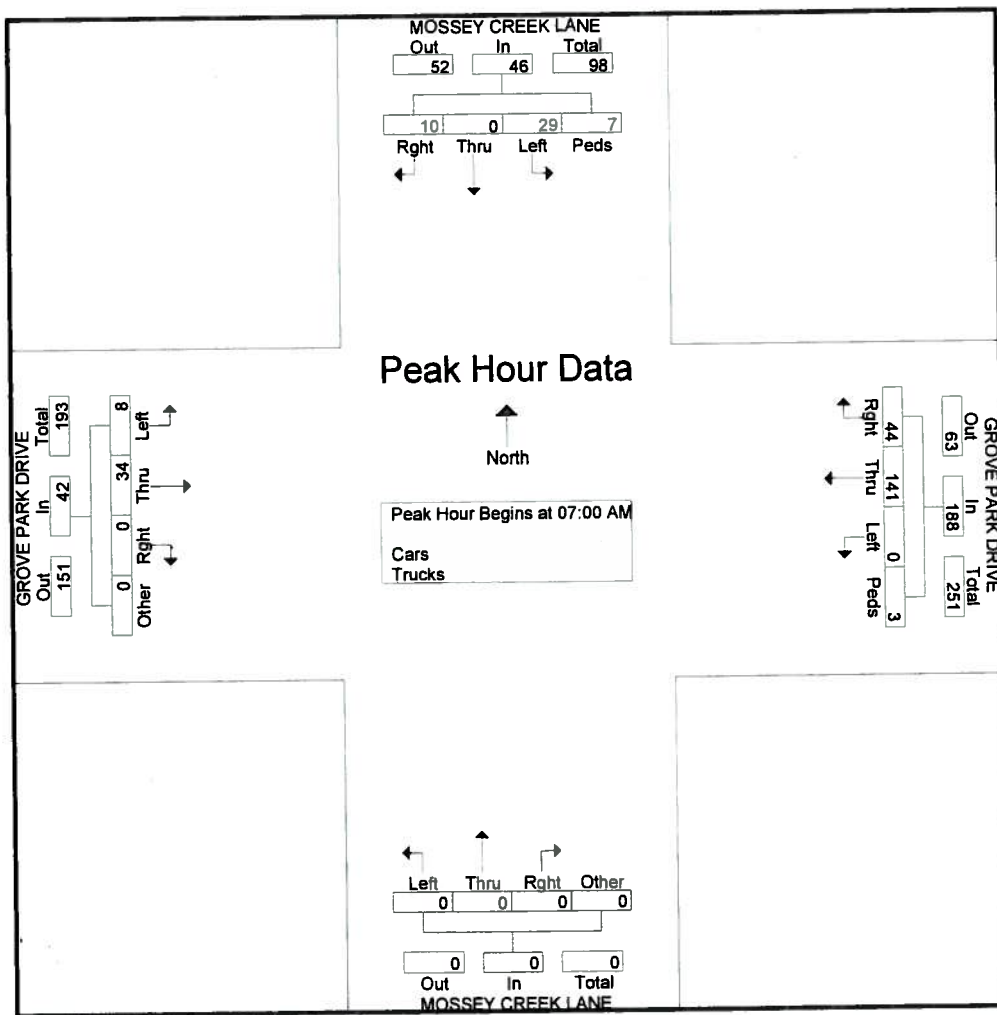 MOSSEY CREEK LANE
Out In Total
52 46 98
10 0 29 7
Rght Thru Left Peds
Peak Hour Data
North
Peak Hour Begins at 07:00 AM
Cars
Trucks
GROVE PARK DRIVE
Out In Total
151 42 193
0 0 34 8
Other Rght Thru Left
GROVE PARK DRIVE
Out In Total
63 188 251
44 141 0 3
Rght Thru Left Peds
Left Thru Rght Other
0 0 0 0
0 0 0
Out In Total
MOSSEY CREEK LANE